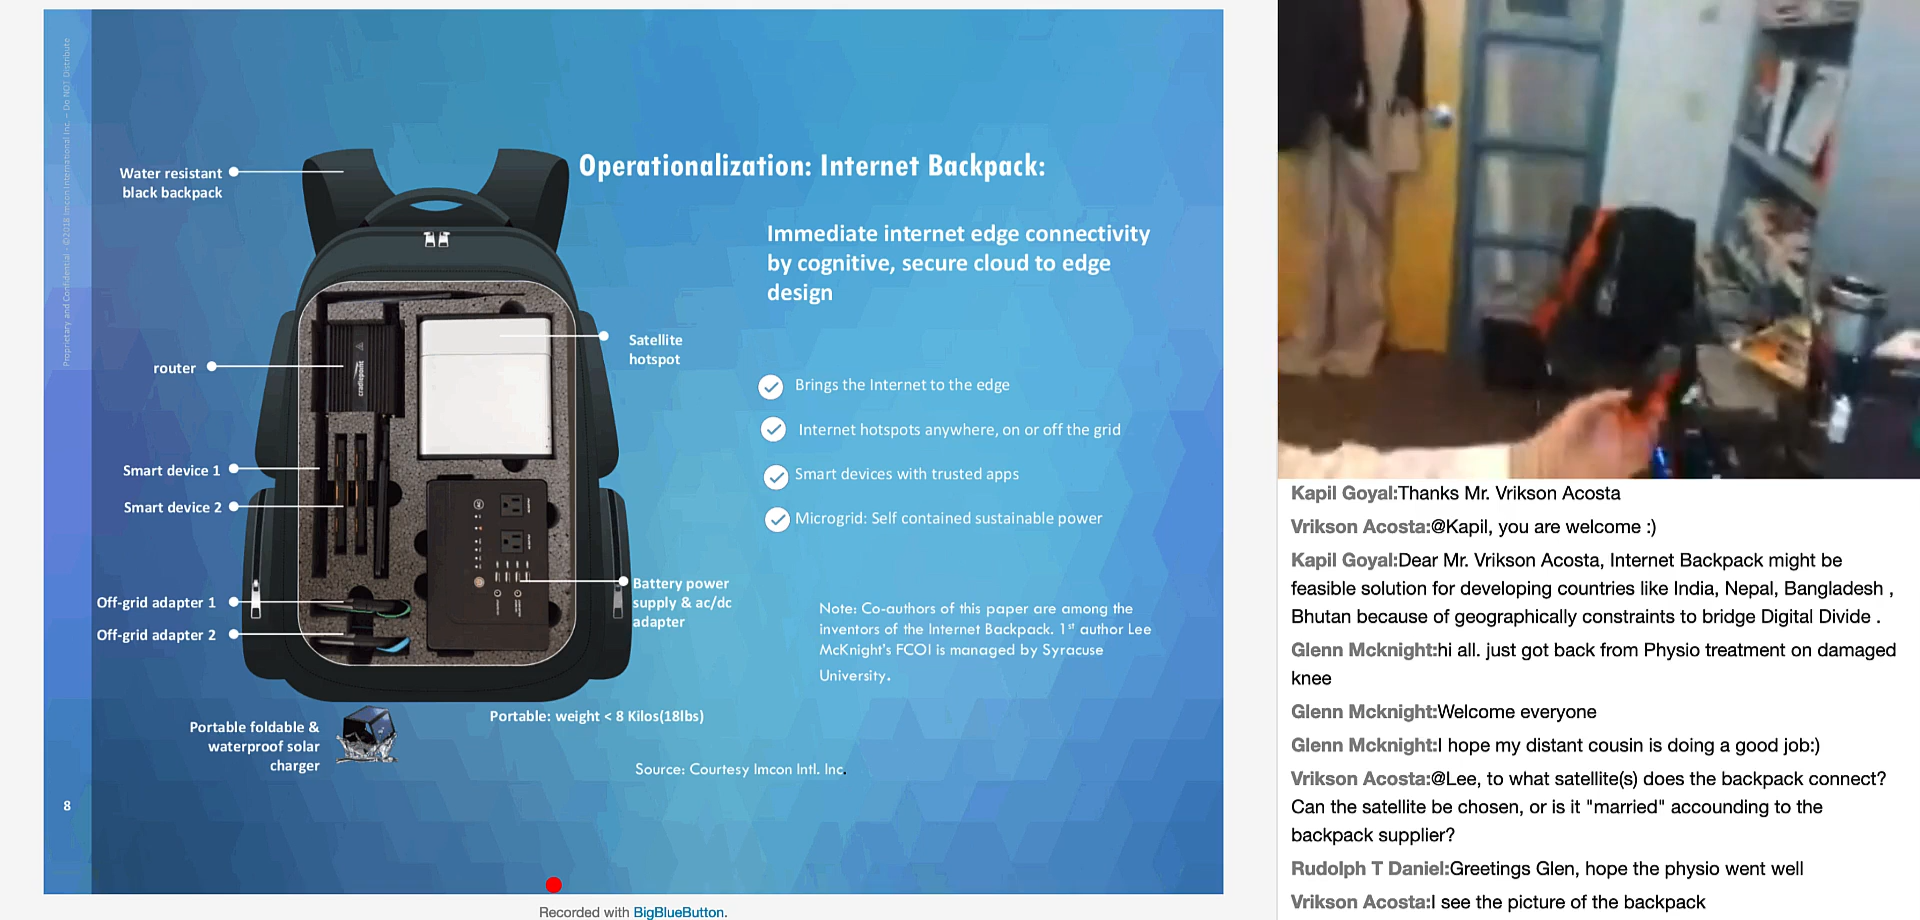 Proprietary and Confidential - ©2018 Imcon International Inc. – Do NOT Distribute
Operationalization: Internet Backpack:
Water resistant
black backpack
Immediate internet edge connectivity
by cognitive, secure cloud to edge
design
Satellite
hotspot
router
cradlepoint
Brings the Internet to the edge
Internet hotspots anywhere, on or off the grid
Smart device 1
Smart devices with trusted apps
Smart device 2
Microgrid: Self contained sustainable power
Battery power
supply & ac/dc
adapter
Off-grid adapter 1
Off-grid adapter 2
Note: Co-authors of this paper are among the
inventors of the Internet Backpack. 1st author Lee
McKnight's FCOI is managed by Syracuse
University.
Portable: weight < 8 Kilos(18lbs)
Portable foldable &
waterproof solar
charger
Source: Courtesy Imcon Intl. Inc.
8
Recorded with BigBlueButton.
Kapil Goyal:Thanks Mr. Vrikson Acosta
Vrikson Acosta:@Kapil, you are welcome :)
Kapil Goyal:Dear Mr. Vrikson Acosta, Internet Backpack might be
feasible solution for developing countries like India, Nepal, Bangladesh ,
Bhutan because of geographically constraints to bridge Digital Divide .
Glenn Mcknight:hi all. just got back from Physio treatment on damaged
knee
Glenn Mcknight:Welcome everyone
Glenn Mcknight:I hope my distant cousin is doing a good job:)
Vrikson Acosta:@Lee, to what satellite(s) does the backpack connect?
Can the satellite be chosen, or is it "married" accounding to the
backpack supplier?
Rudolph T Daniel:Greetings Glen, hope the physio went well
Vrikson Acosta:I see the picture of the backpack